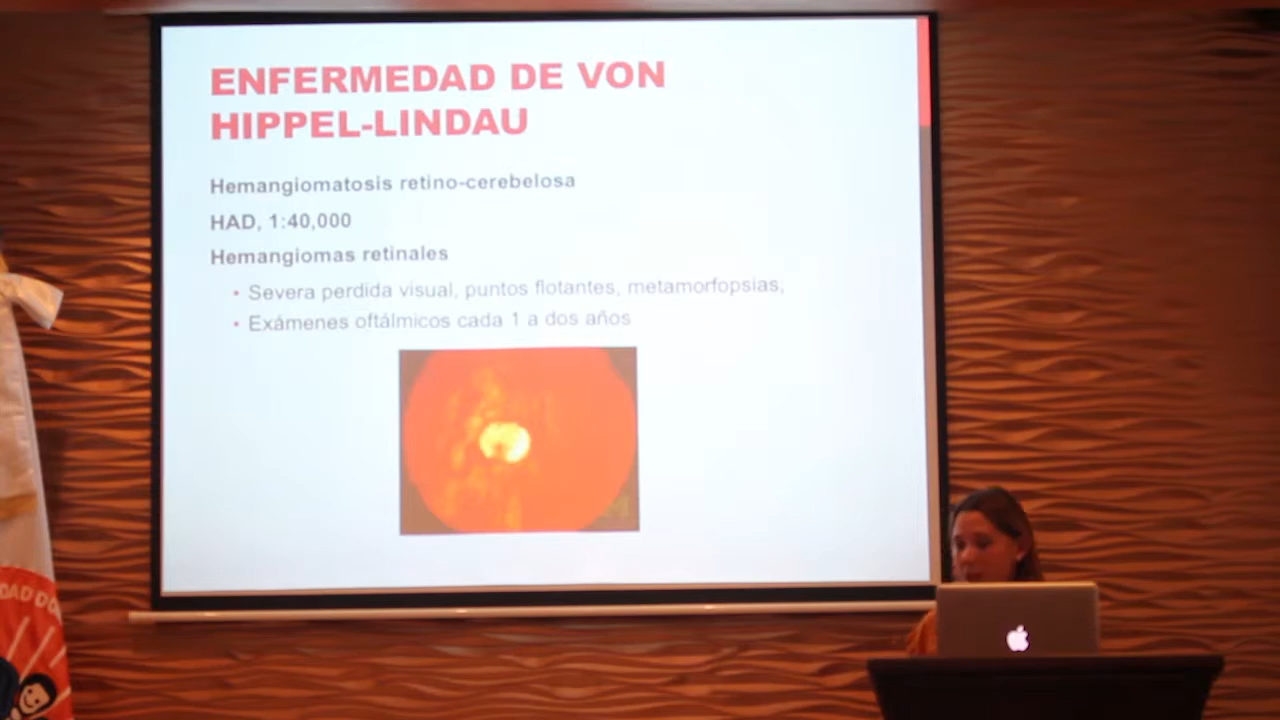 ENFERMEDAD DE VON
HIPPEL-LINDAU
Hemangiomatosis retino-cerebelosa
HAD, 1:40,000
Hemangiomas retinales
• Severa perdida visual, puntos flotantes, metamorfopsias,
• Exámenes oftálmicos cada 1 a dos años